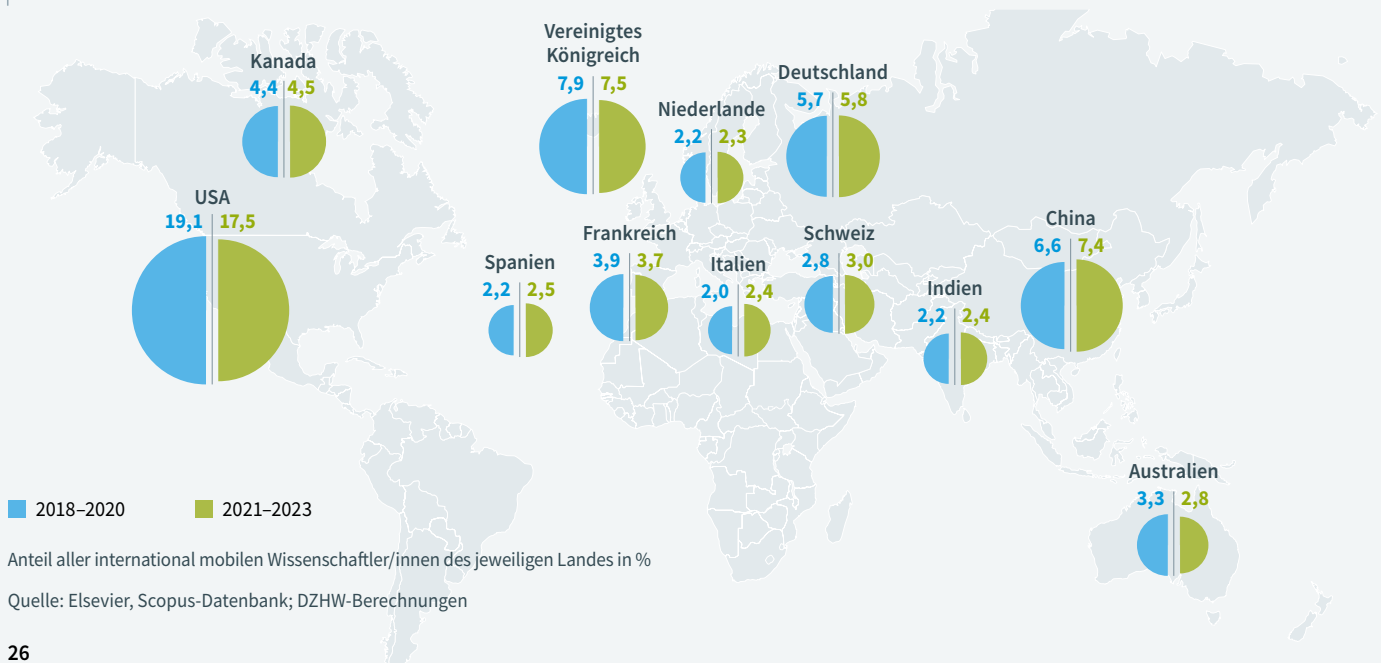 Kanada
4,4 4,5
USA
19,1 17,5
Vereinigtes
Königreich
7,9 7,5
Niederlande
2,2 2,3
Deutschland
5,7 5,8
Spanien
2,2 2,5
Frankreich
3,9 3,7
Italien
2,0 2,4
Schweiz
2,8 3,0
Indien
2,2 2,4
China
6,6 7,4
Australien
3,3 2,8
2018–2020 2021–2023
Anteil aller international mobilen Wissenschaftler/innen des jeweiligen Landes in %
Quelle: Elsevier, Scopus-Datenbank; DZHW-Berechnungen
26